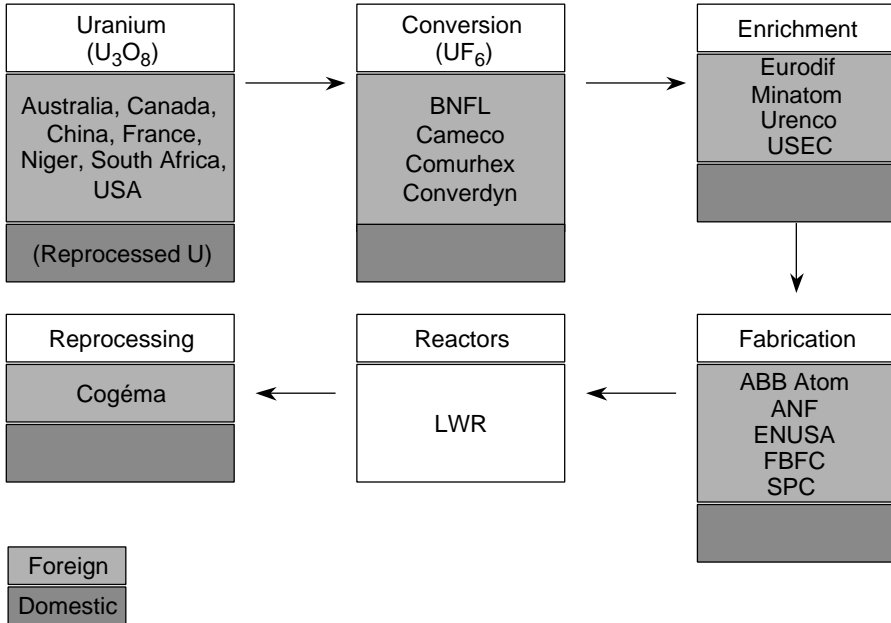 Uranium
(U₃O₈)
Australia, Canada,
China, France,
Niger, South Africa,
USA
(Reprocessed U)
Conversion
(UF₆)
BNFL
Cameco
Comurhex
Converdyn
Enrichment
Eurodif
Minatom
Urenco
USEC
Reprocessing
Cogéma
Reactors
LWR
Fabrication
ABB Atom
ANF
ENUSA
FBFC
SPC
Foreign
Domestic